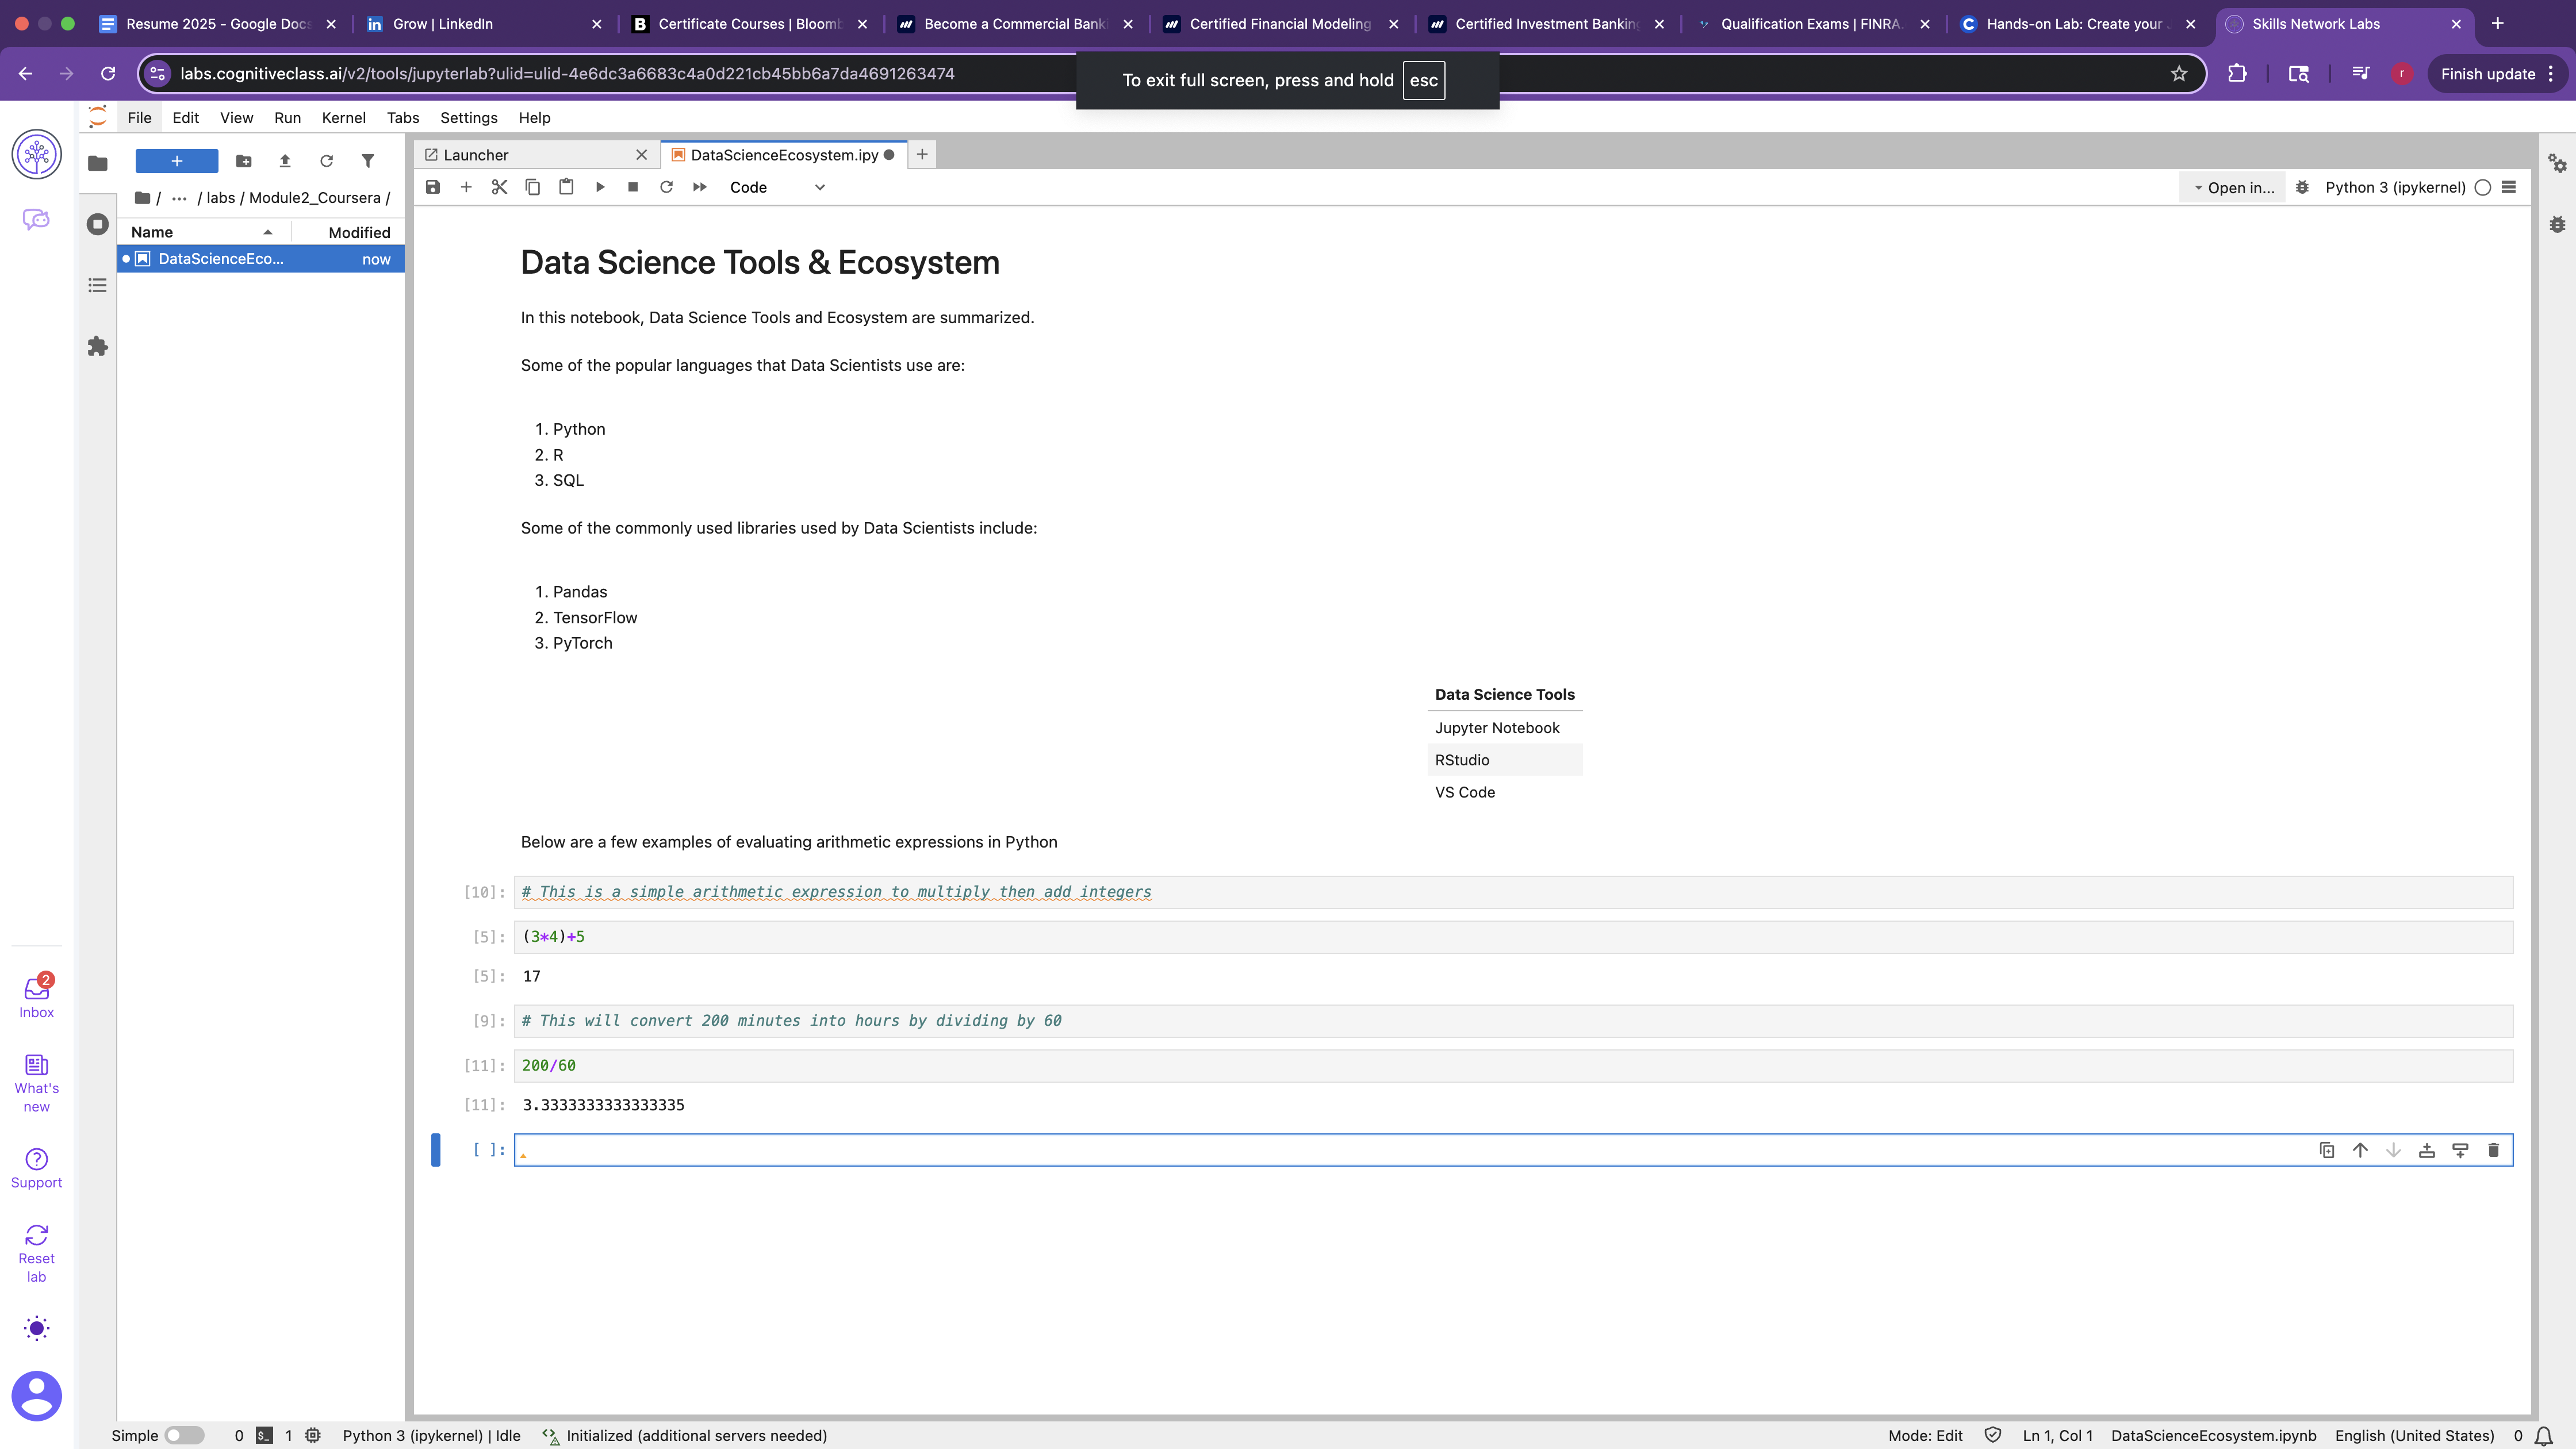 Resume 2025 - Google Docs
Grow | LinkedIn
Certificate Courses | Bloomb
Become a Commercial Banki
Certified Financial Modeling
Certified Investment Banking
Qualification Exams | FINRA
Hands-on Lab: Create your
Skills Network Labs
labs.cognitiveclass.ai/v2/tools/jupyterlab?ulid=ulid-4e6dc3a6683c4a0d221cb45bb6a7da4691263474
To exit full screen, press and hold esc
r
Finish update
File Edit View Run Kernel Tabs Settings Help
/ ... / labs / Module2_Coursera /
Name Modified
DataScienceEco... now
Launcher
DataScienceEcosystem.ipy
Code
Open in...
Python 3 (ipykernel)
Data Science Tools & Ecosystem
In this notebook, Data Science Tools and Ecosystem are summarized.
Some of the popular languages that Data Scientists use are:
1. Python
2. R
3. SQL
Some of the commonly used libraries used by Data Scientists include:
1. Pandas
2. TensorFlow
3. PyTorch
Data Science Tools
Jupyter Notebook
RStudio
VS Code
Below are a few examples of evaluating arithmetic expressions in Python
[10]: # This is a simple arithmetic expression to multiply then add integers
[5]: (3*4)+5
[5]: 17
[9]: # This will convert 200 minutes into hours by dividing by 60
[11]: 200/60
[11]: 3.3333333333333335
[ ]:
2
Inbox
What's
new
Support
Reset
lab
Simple 0 $_ 1 Python 3 (ipykernel) | Idle Initialized (additional servers needed)
Mode: Edit Ln 1, Col 1 DataScienceEcosystem.ipynb English (United States) 0